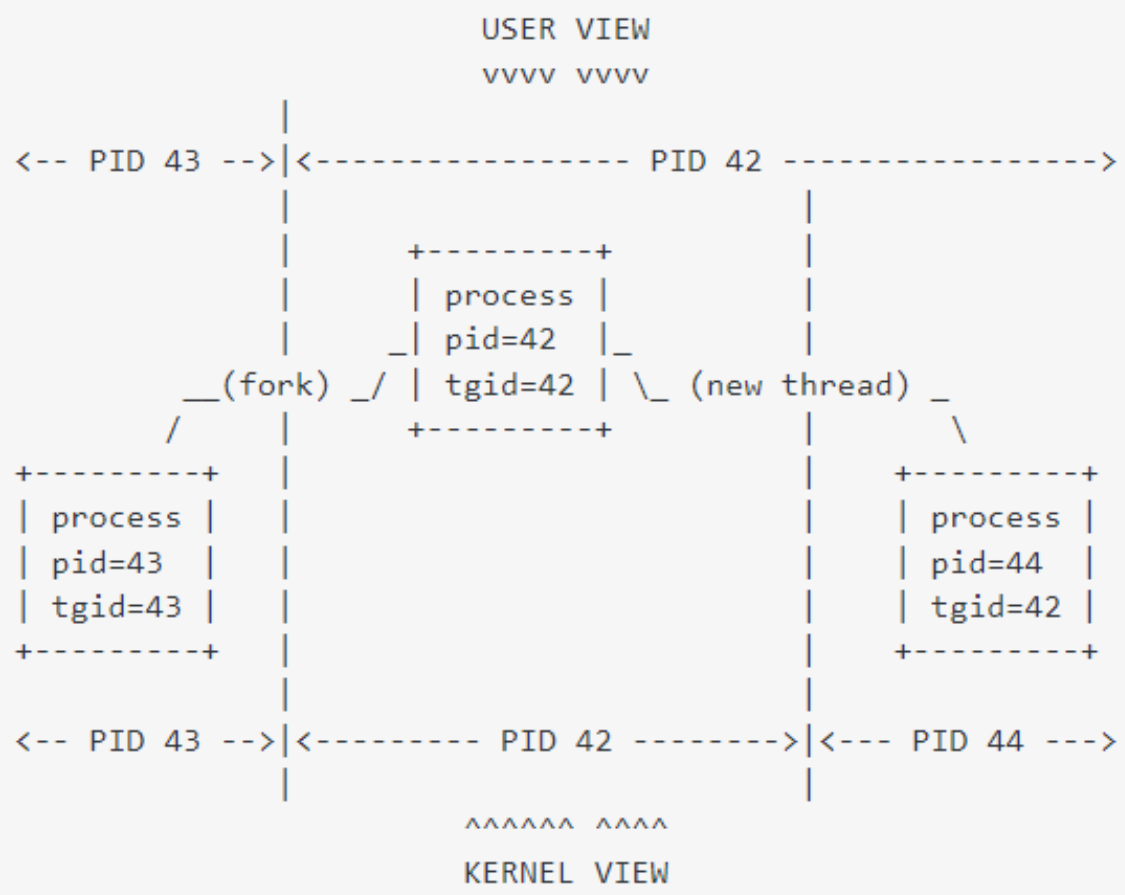 USER VIEW
                         vvvv vvvv
              |
<-- PID 43 -->|<----------------- PID 42 ----------------->
              |                           |
              |      +---------+          |
              |      | process |          |
              |     _| pid=42  |_         |
         __(fork) _/ | tgid=42 | \_ (new thread) _
        /     |      +---------+          |       \
+---------+   |                           |    +---------+
| process |   |                           |    | process |
| pid=43  |   |                           |    | pid=44  |
| tgid=43 |   |                           |    | tgid=42 |
+---------+   |                           |    +---------+
              |                           |
<-- PID 43 -->|<--------- PID 42 -------->|<--- PID 44 --->
              |                           |
                        ^^^^^^ ^^^^
                        KERNEL VIEW